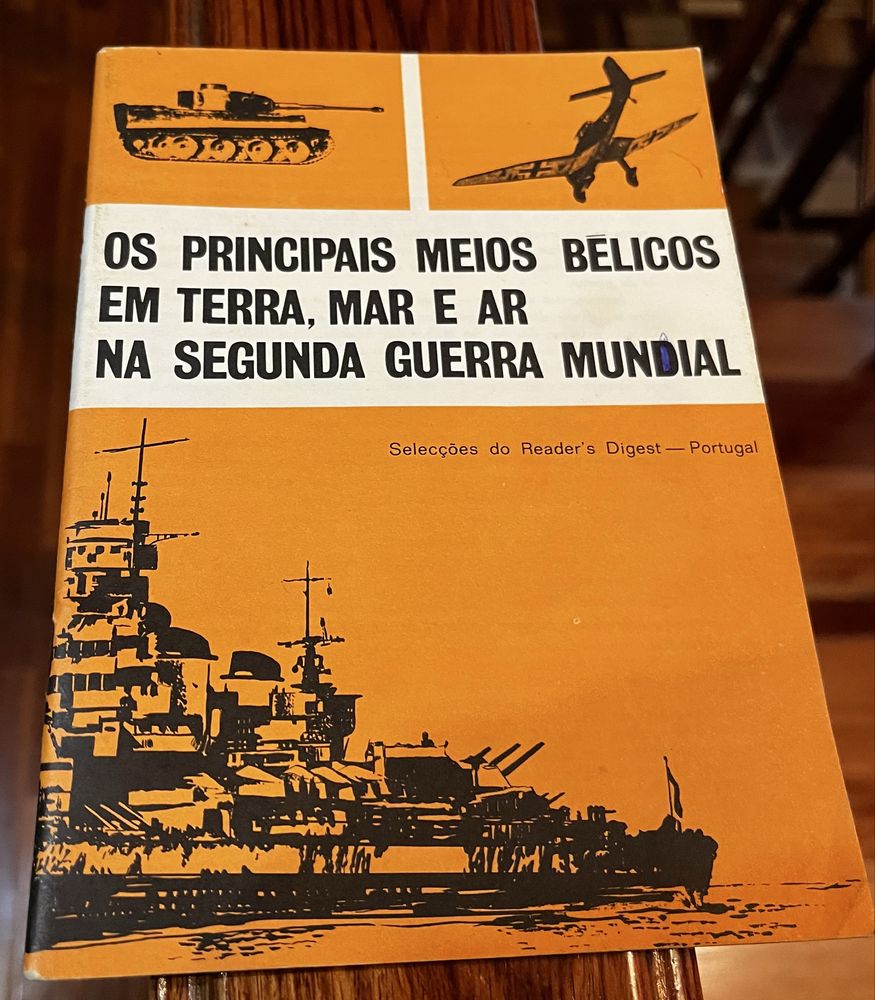 OS PRINCIPAIS MEIOS BÉLICOS
EM TERRA, MAR E AR
NA SEGUNDA GUERRA MUNDIAL
Selecções do Reader's Digest — Portugal